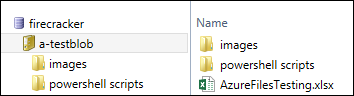 firecracker
a-testblob
images
powershell scripts
Name
images
powershell scripts
AzureFilesTesting.xlsx